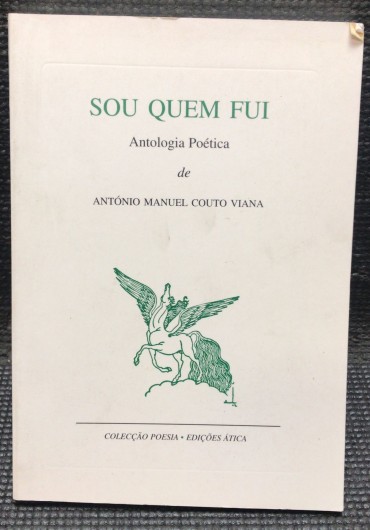 SOU QUEM FUI
Antologia Poética
de
ANTÓNIO MANUEL COUTO VIANA
COLECÇÃO POESIA • EDIÇÕES ÁTICA